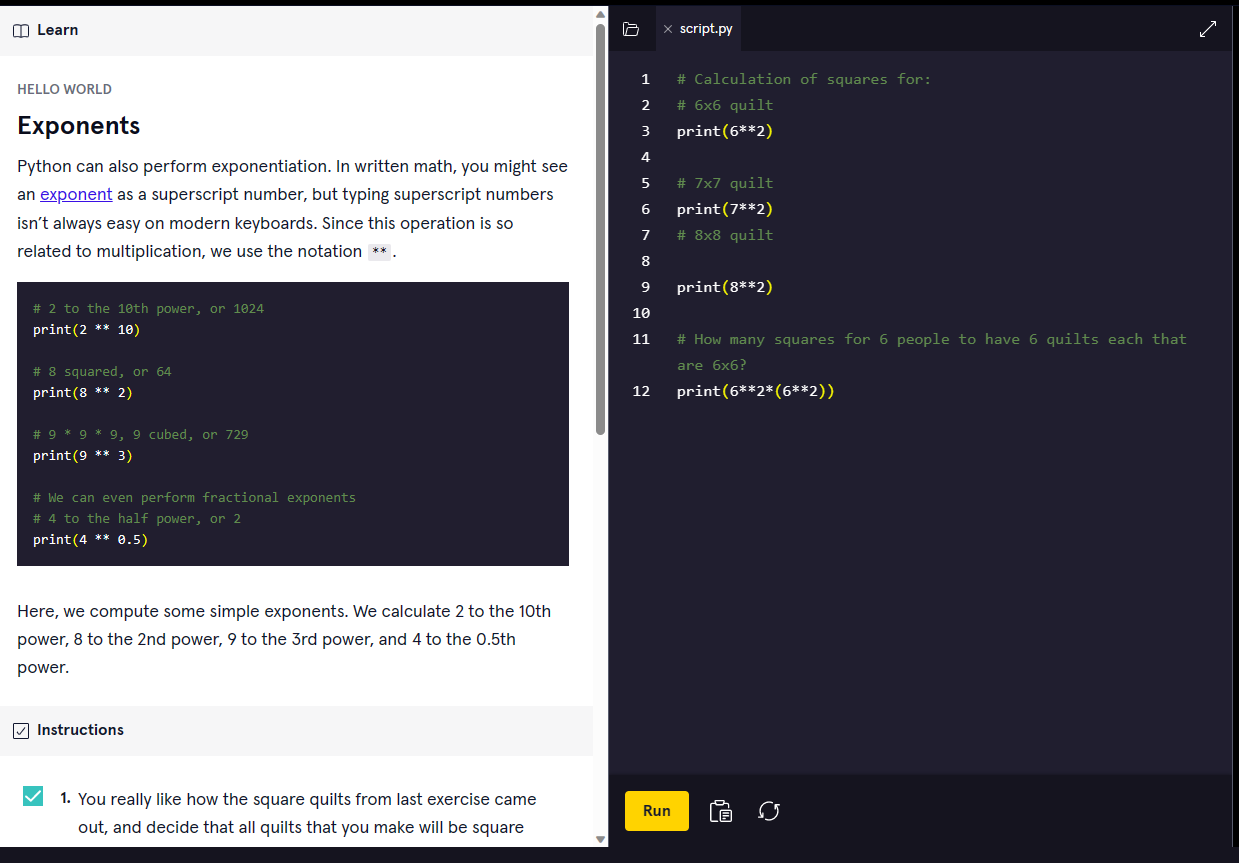 Learn
HELLO WORLD
Exponents
Python can also perform exponentiation. In written math, you might see
an exponent as a superscript number, but typing superscript numbers
isn’t always easy on modern keyboards. Since this operation is so
related to multiplication, we use the notation **.
# 2 to the 10th power, or 1024
print(2 ** 10)
# 8 squared, or 64
print(8 ** 2)
# 9 * 9 * 9, 9 cubed, or 729
print(9 ** 3)
# We can even perform fractional exponents
# 4 to the half power, or 2
print(4 ** 0.5)
Here, we compute some simple exponents. We calculate 2 to the 10th
power, 8 to the 2nd power, 9 to the 3rd power, and 4 to the 0.5th
power.
Instructions
1. You really like how the square quilts from last exercise came
out, and decide that all quilts that you make will be square
script.py
1 # Calculation of squares for:
2 # 6x6 quilt
3 print(6**2)
4
5 # 7x7 quilt
6 print(7**2)
7 # 8x8 quilt
8
9 print(8**2)
10
11 # How many squares for 6 people to have 6 quilts each that
are 6x6?
12 print(6**2*(6**2))
Run